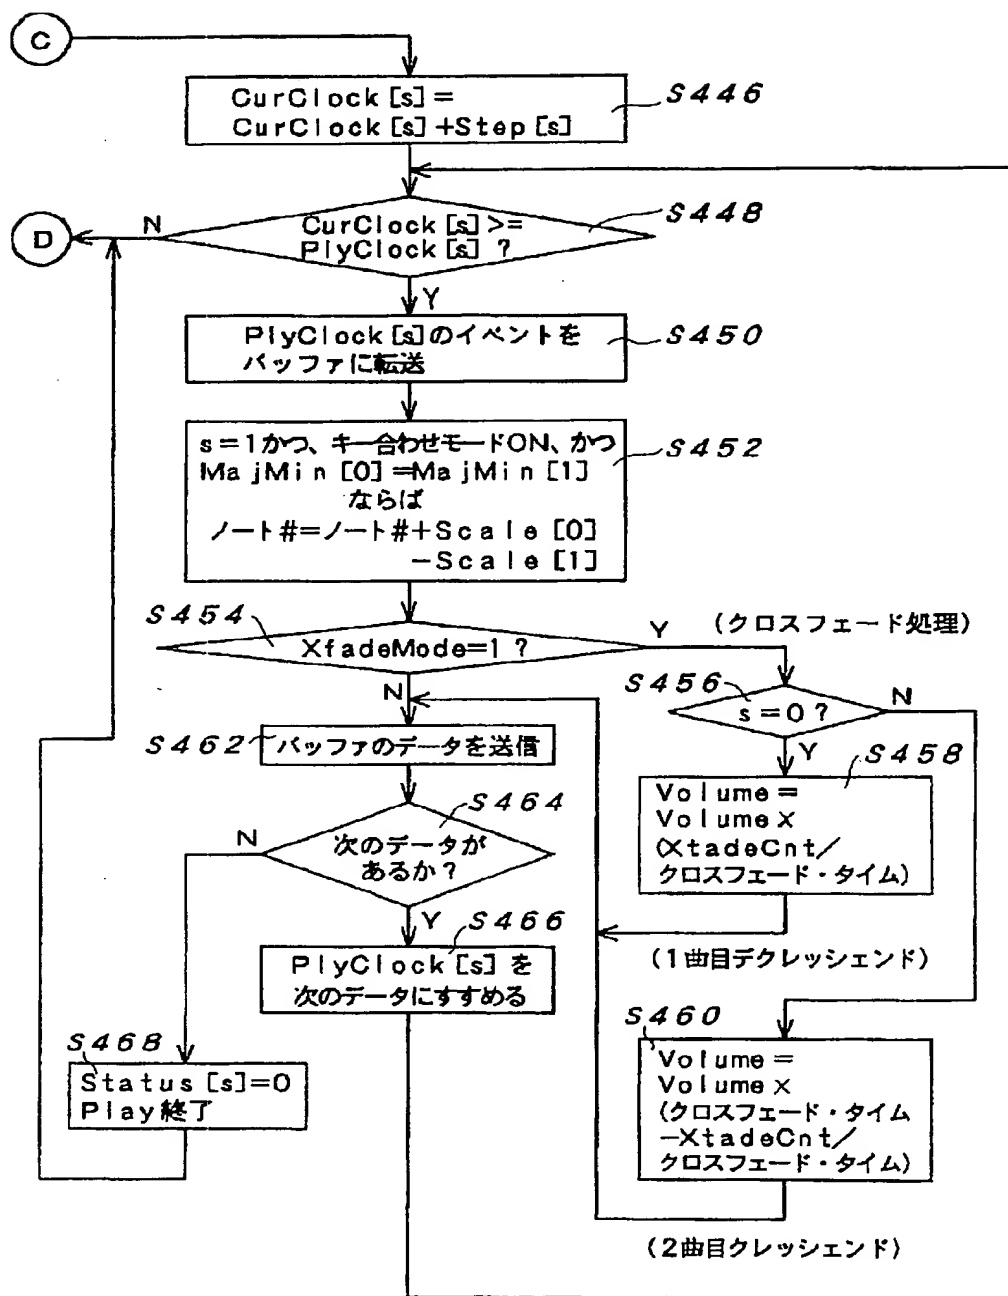 C
CurClock[s]=
CurClock[s]+Step[s]
S446
D
N
CurClock[s]>=
PlyClock[s] ?
S448
Y
PlyClock[s]のイベントを
バッファに転送
S450
s=1かつ、キー合わせモードON、かつ
MajMin[0]=MajMin[1]
ならば
ノート#=ノート#+Scale[0]
-Scale[1]
S452
S454
XfadeMode=1?
Y
(クロスフェード処理)
N
S456
s=0?
N
Y
S458
Volume=
Volume×
(XtadeCnt/
クロスフェード・タイム)
(1曲目デクレッシェンド)
S462
バッファのデータを送信
S464
N
次のデータが
あるか?
Y
S466
PlyClock[s]を
次のデータにすすめる
S468
Status[s]=0
Play終了
S460
Volume=
Volume×
(クロスフェード・タイム
-XtadeCnt/
クロスフェード・タイム)
(2曲目クレッシェンド)